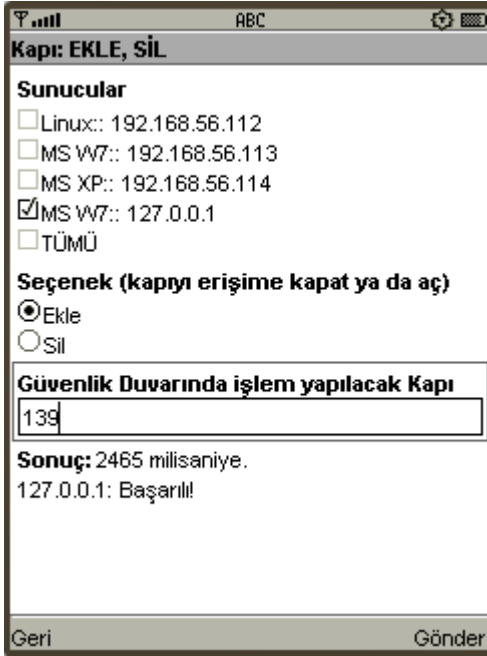 ABC
Kapı: EKLE, SİL
Sunucular
Linux:: 192.168.56.112
MS W7:: 192.168.56.113
MS XP:: 192.168.56.114
MS W7:: 127.0.0.1
TÜMÜ
Seçenek (kapıyı erişime kapat ya da aç)
Ekle
Sil
Güvenlik Duvarında işlem yapılacak Kapı
139
Sonuç: 2465 milisaniye.
127.0.0.1: Başarılı!
Geri Gönder